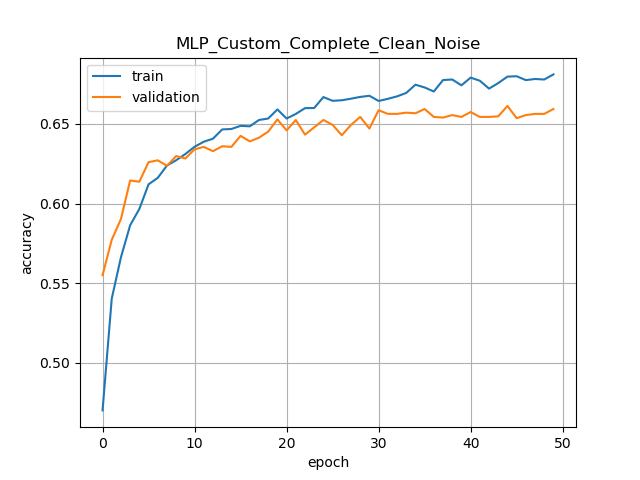 MLP_Custom_Complete_Clean_Noise
train
validation
0.65
0.60
0.55
0.50
accuracy
0 10 20 30 40 50
epoch